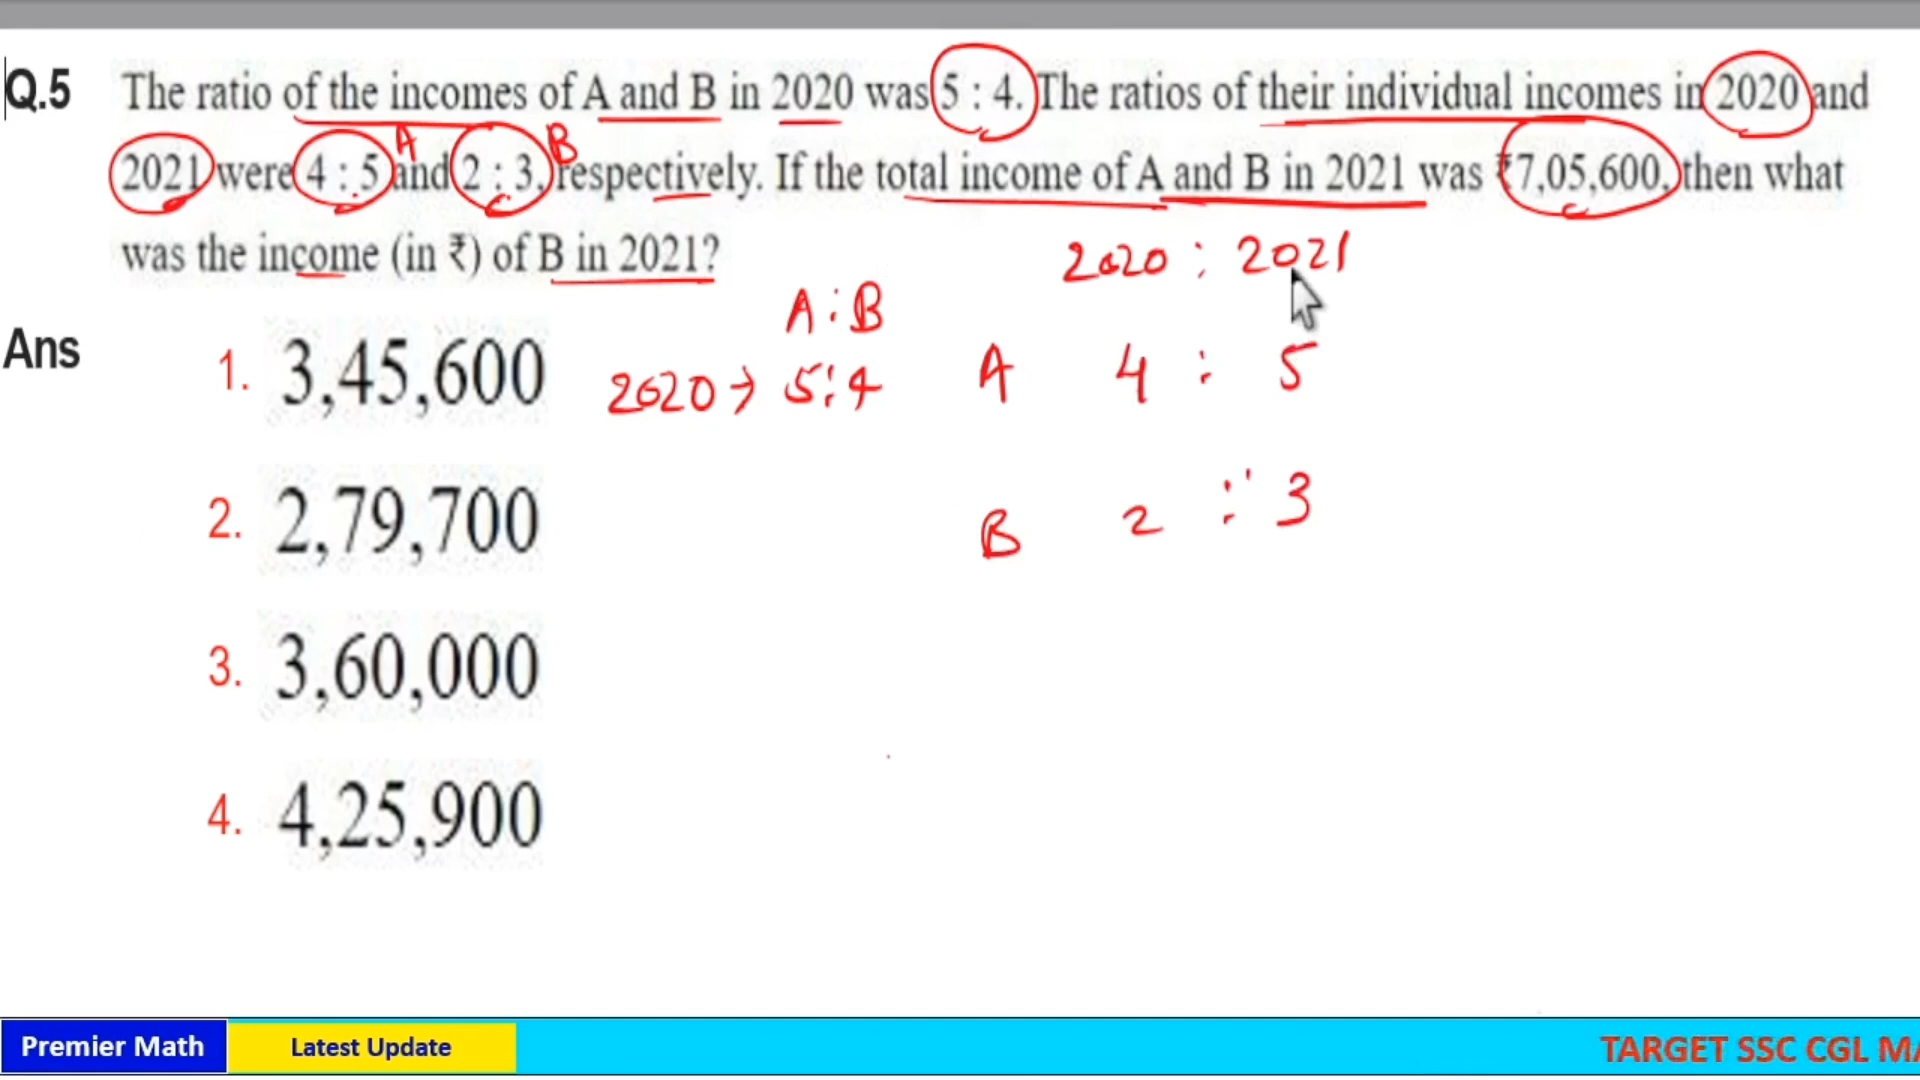 Q.5 The ratio of the incomes of A and B in 2020 was 5 : 4. The ratios of their individual incomes in 2020 and
A B
2021 were 4 : 5 and 2 : 3, respectively. If the total income of A and B in 2021 was ₹7,05,600, then what
was the income (in ₹) of B in 2021?
2020 : 2021
A : B
Ans 1. 3,45,600
2020 → 5:4 A 4 : 5
2. 2,79,700
B 2 : 3
3. 3,60,000
4. 4,25,900
Premier Math Latest Update TARGET SSC CGL MA